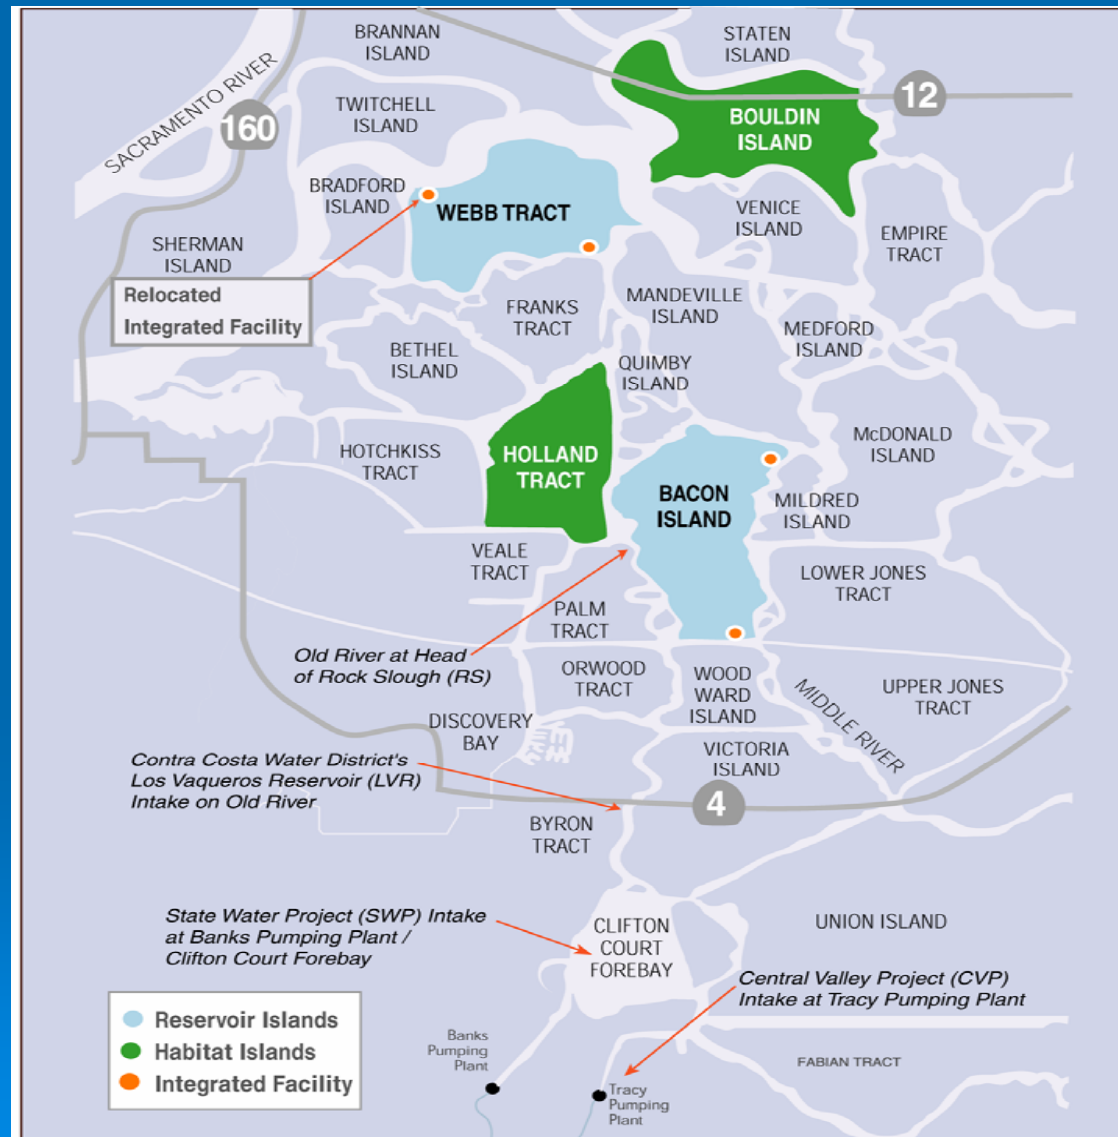 BRANNAN
ISLAND
STATEN
ISLAND
SACRAMENTO RIVER
160
TWITCHELL
ISLAND
12
BOULDIN
ISLAND
BRADFORD
ISLAND
WEBB TRACT
VENICE
ISLAND
SHERMAN
ISLAND
EMPIRE
TRACT
Relocated
Integrated Facility
FRANKS
TRACT
MANDEVILLE
ISLAND
MEDFORD
ISLAND
BETHEL
ISLAND
QUIMBY
ISLAND
HOTCHKISS
TRACT
HOLLAND
TRACT
McDONALD
ISLAND
BACON
ISLAND
MILDRED
ISLAND
VEALE
TRACT
LOWER JONES
TRACT
PALM
TRACT
Old River at Head
of Rock Slough (RS)
ORWOOD
TRACT
WOOD
WARD
ISLAND
MIDDLE RIVER
UPPER JONES
TRACT
DISCOVERY
BAY
VICTORIA
ISLAND
Contra Costa Water District's
Los Vaqueros Reservoir (LVR)
Intake on Old River
4
BYRON
TRACT
State Water Project (SWP) Intake
at Banks Pumping Plant /
Clifton Court Forebay
CLIFTON
COURT
FOREBAY
UNION ISLAND
Central Valley Project (CVP)
Intake at Tracy Pumping Plant
Reservoir Islands
Habitat Islands
Integrated Facility
Banks
Pumping
Plant
Tracy
Pumping
Plant
FABIAN TRACT